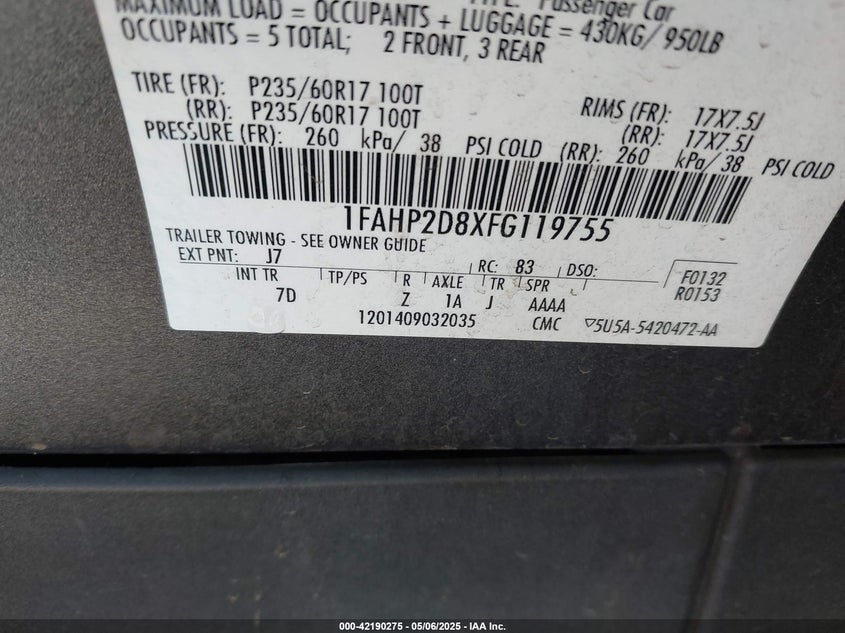 TYPE: Passenger Car
MAXIMUM LOAD = OCCUPANTS + LUGGAGE = 430KG/ 950LB
OCCUPANTS = 5 TOTAL; 2 FRONT, 3 REAR
TIRE (FR): P235/60R17 100T RIMS (FR): 17X7.5J
(RR): P235/60R17 100T (RR): 17X7.5J
PRESSURE (FR): 260 kPa/ 38 PSI COLD (RR): 260 kPa/ 38 PSI COLD
1FAHP2D8XFG119755
TRAILER TOWING - SEE OWNER GUIDE
EXT PNT: J7 RC: 83 DSO: F0132
INT TR TP/PS R AXLE TR SPR R0153
7D Z 1A J AAAA
1201409032035 CMC ▽5U5A-5420472-AA
000-42190275 - 05/06/2025 - IAA Inc.